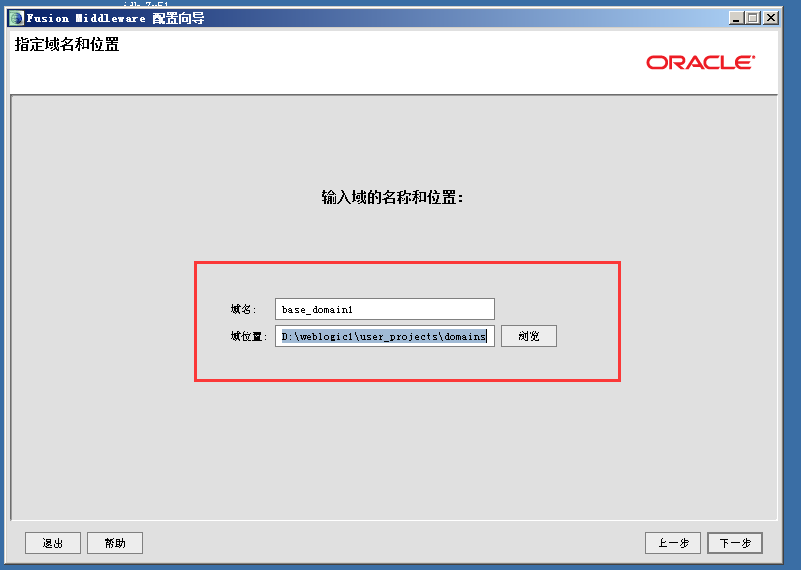 Fusion Middleware 配置向导
指定域名和位置
ORACLE
输入域的名称和位置:
域名: base_domain1
域位置: D:\weblogic1\user_projects\domains 浏览
退出 帮助 上一步 下一步